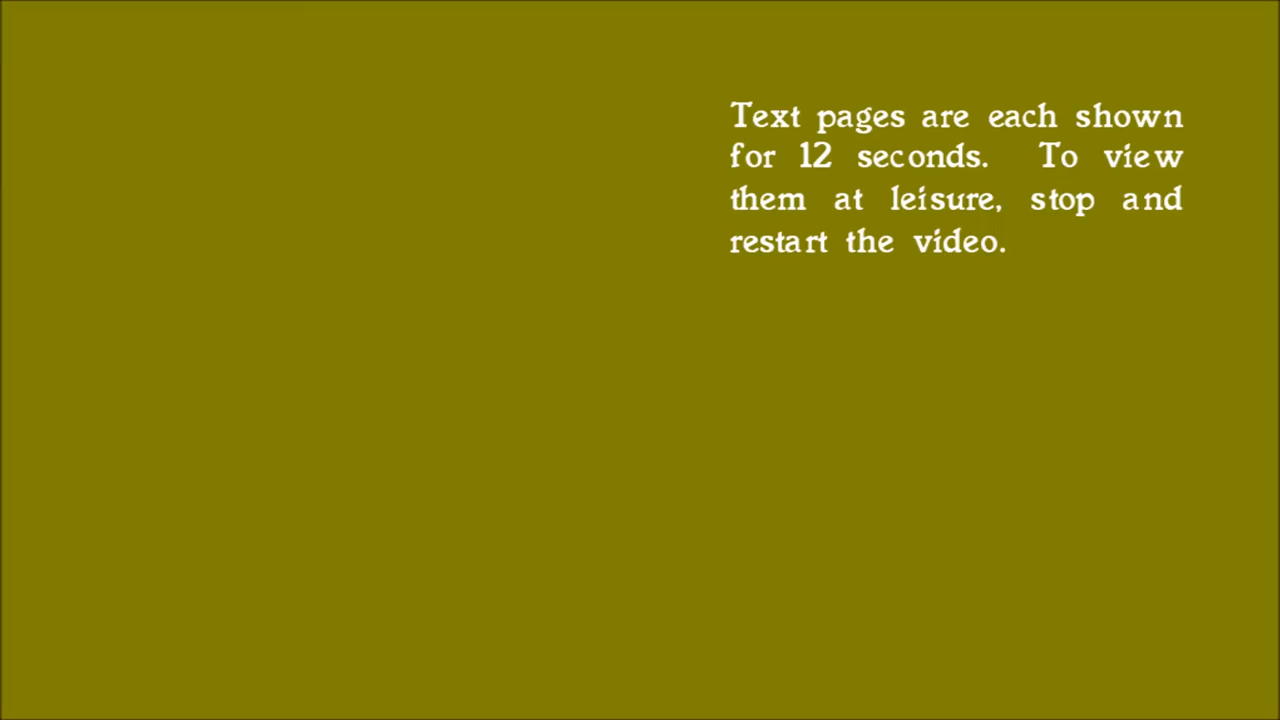 Text pages are each shown
for 12 seconds. To view
them at leisure, stop and
restart the video.